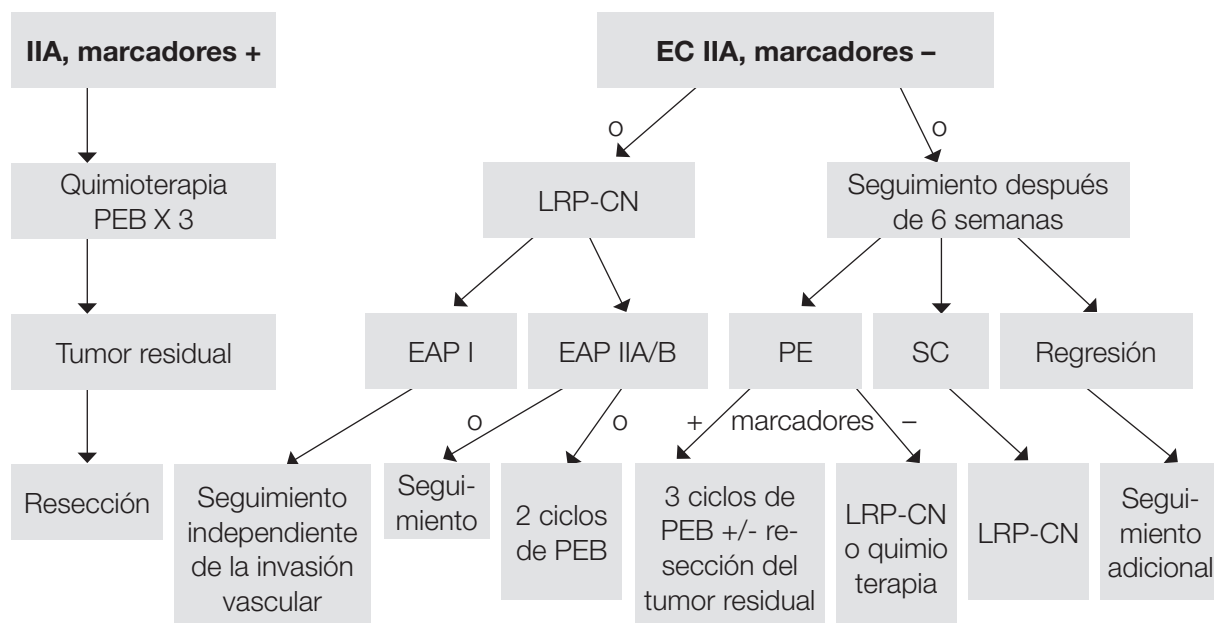 IIA, marcadores +
EC IIA, marcadores –
o
o
Quimioterapia
PEB X 3
LRP-CN
Seguimiento después
de 6 semanas
Tumor residual
EAP I
EAP IIA/B
PE
SC
Regresión
o
o
+ marcadores –
Resección
Seguimiento
independiente
de la invasión
vascular
Segui-
miento
2 ciclos
de PEB
3 ciclos de
PEB +/- re-
sección del
tumor residual
LRP-CN
o quimio
terapia
LRP-CN
Segui-
miento
adicional